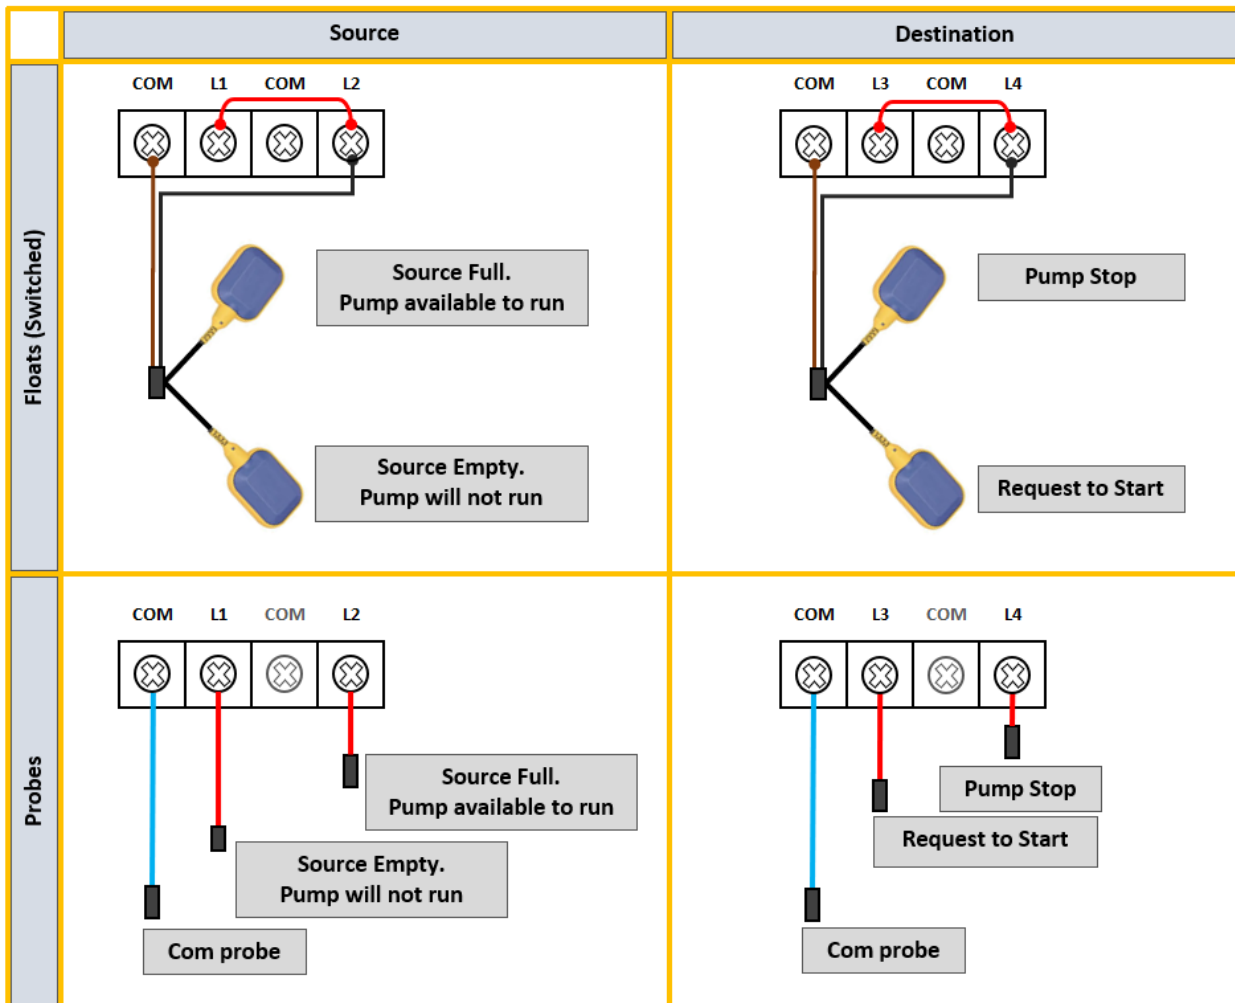 Source
Destination
Floats (Switched)
COM L1 COM L2
Source Full.
Pump available to run
Source Empty.
Pump will not run
COM L3 COM L4
Pump Stop
Request to Start
Probes
COM L1 COM L2
Source Full.
Pump available to run
Source Empty.
Pump will not run
Com probe
COM L3 COM L4
Pump Stop
Request to Start
Com probe